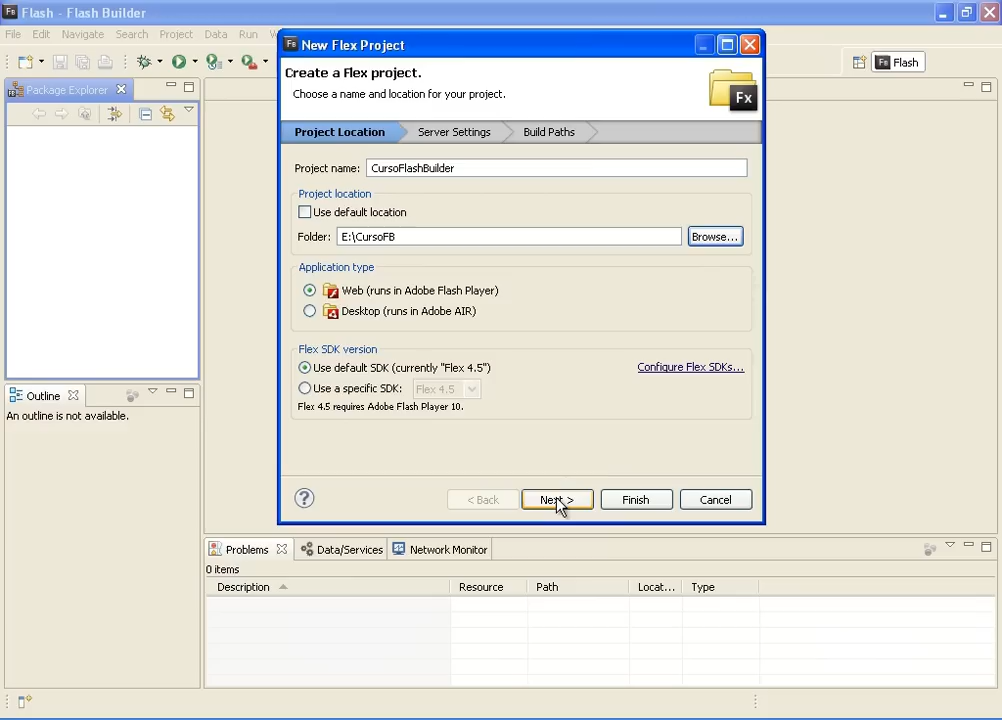 Fb Flash - Flash Builder
File Edit Navigate Search Project Data Run
Fb Flash
Package Explorer
Outline
An outline is not available.
Fb New Flex Project
Create a Flex project.
Choose a name and location for your project.
Fx
Project Location Server Settings Build Paths
Project name: CursoFlashBuilder
Project location
Use default location
Folder: E:\CursoFB Browse...
Application type
Web (runs in Adobe Flash Player)
Desktop (runs in Adobe AIR)
Flex SDK version
Use default SDK (currently "Flex 4.5") Configure Flex SDKs...
Use a specific SDK: Flex 4.5
Flex 4.5 requires Adobe Flash Player 10.
? < Back Next > Finish Cancel
Problems Data/Services Network Monitor
0 items
Description Resource Path Locat... Type